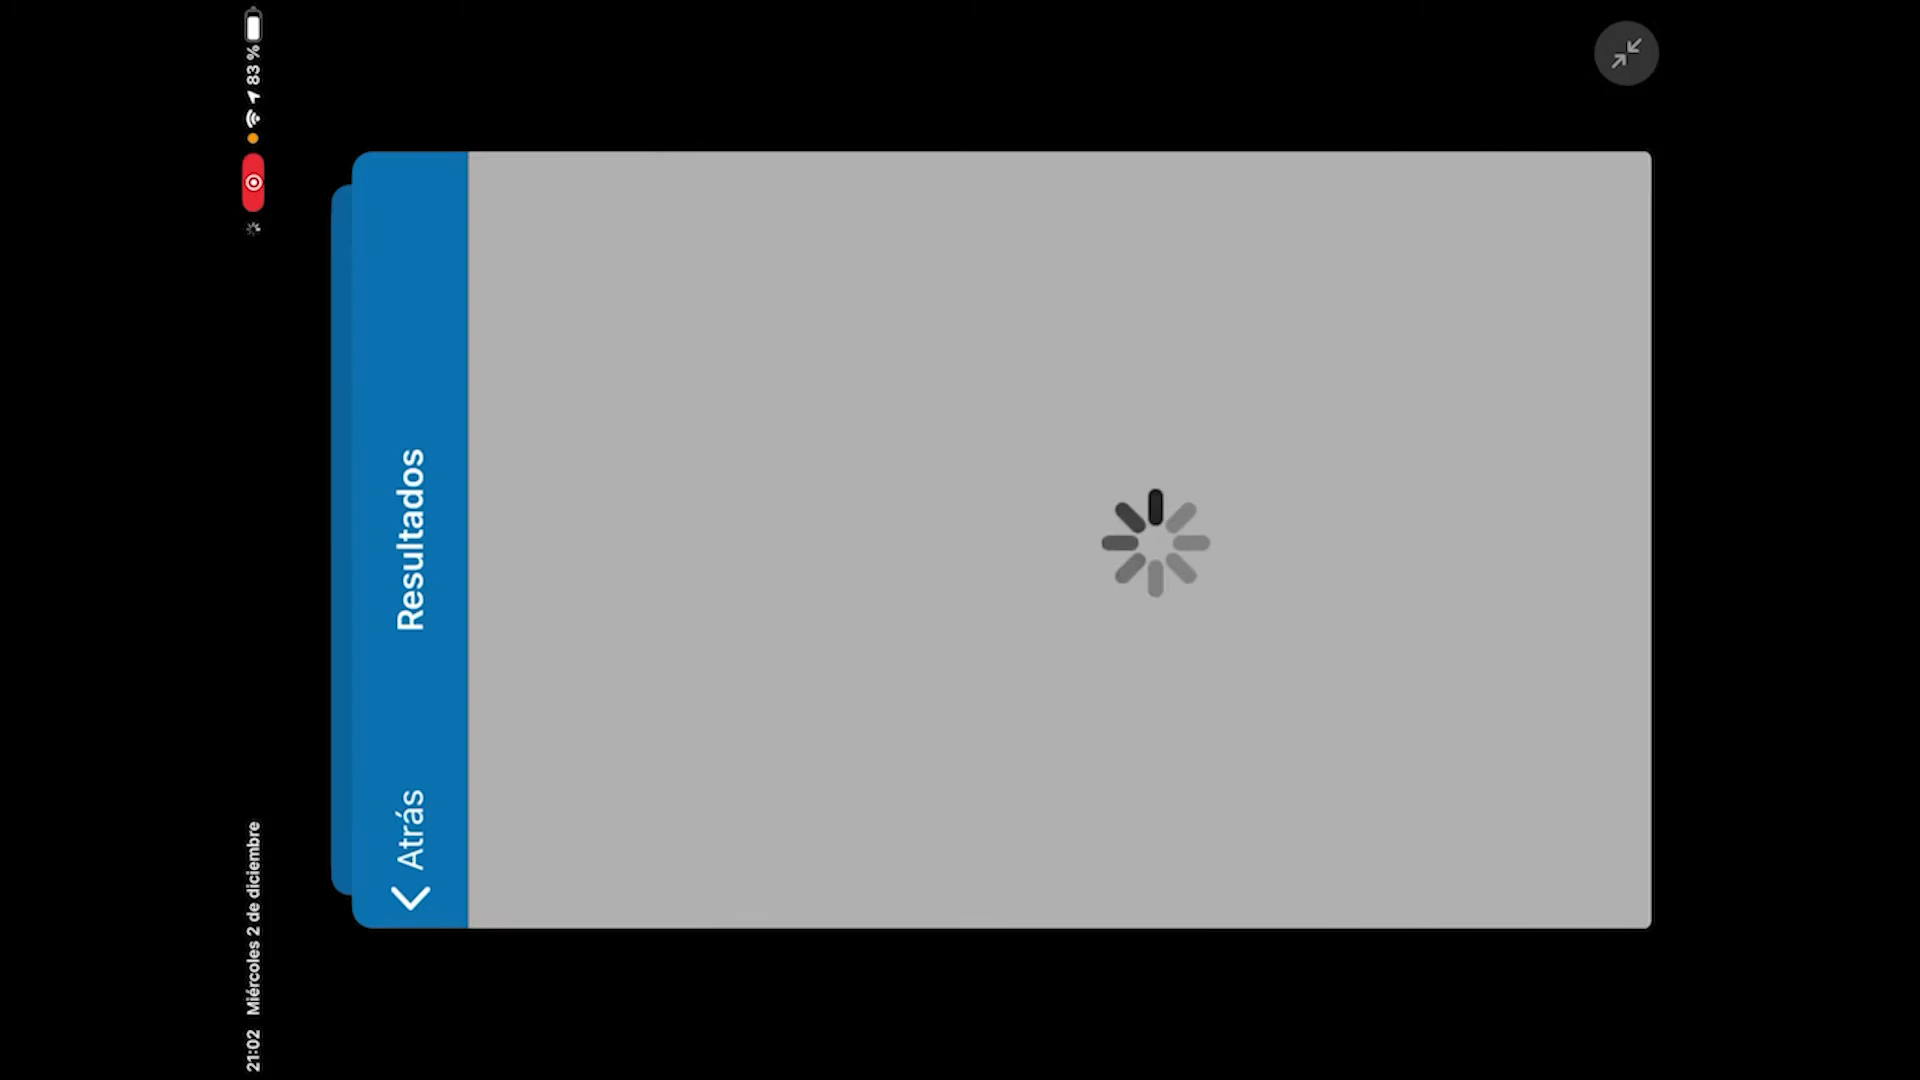 21:02 Miércoles 2 de diciembre
83 %
Atrás
Resultados